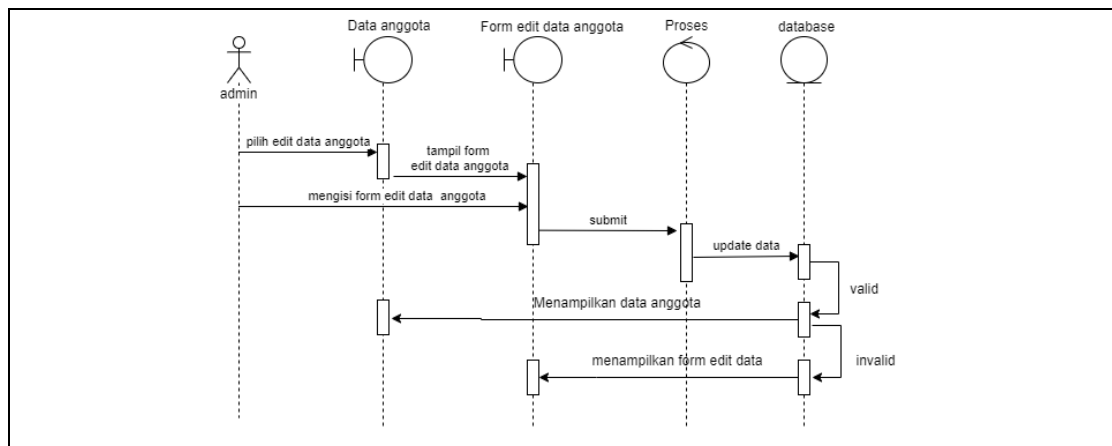 Data anggota
Form edit data anggota
Proses
database
admin
pilih edit data anggota
tampil form
edit data anggota
mengisi form edit data anggota
submit
update data
valid
Menampilkan data anggota
invalid
menampilkan form edit data